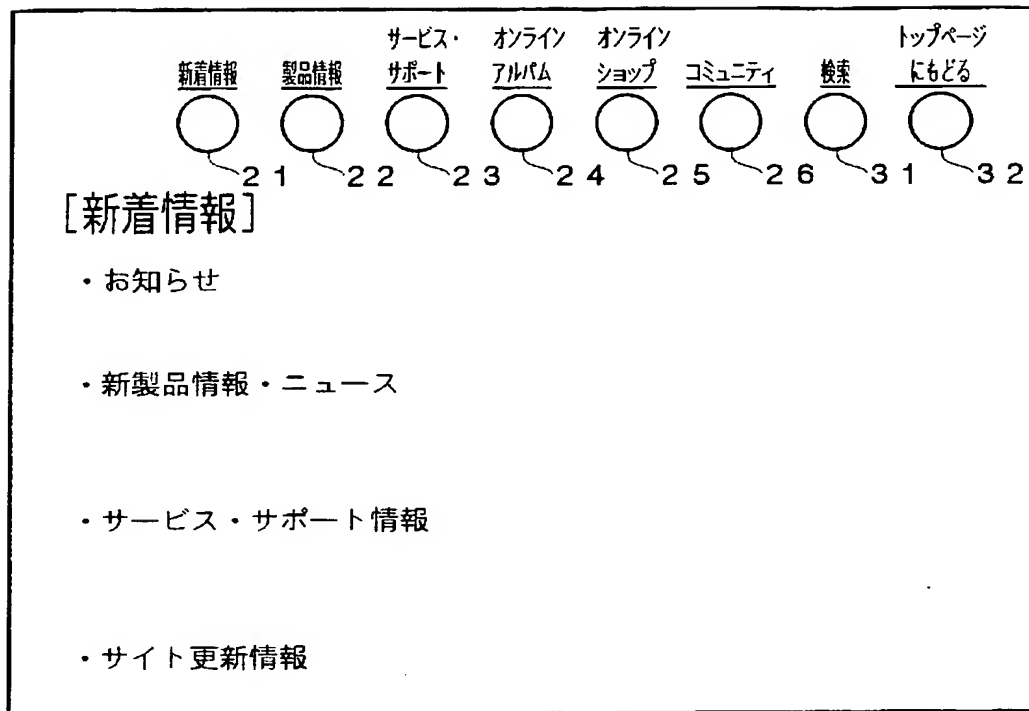 新着情報
製品情報
サービス・
サポート
オンライン
アルバム
オンライン
ショップ
コミュニティ
検索
トップページ
にもどる
21 22 23 24 25 26 31 32
[新着情報]
・お知らせ
・新製品情報・ニュース
・サービス・サポート情報
・サイト更新情報